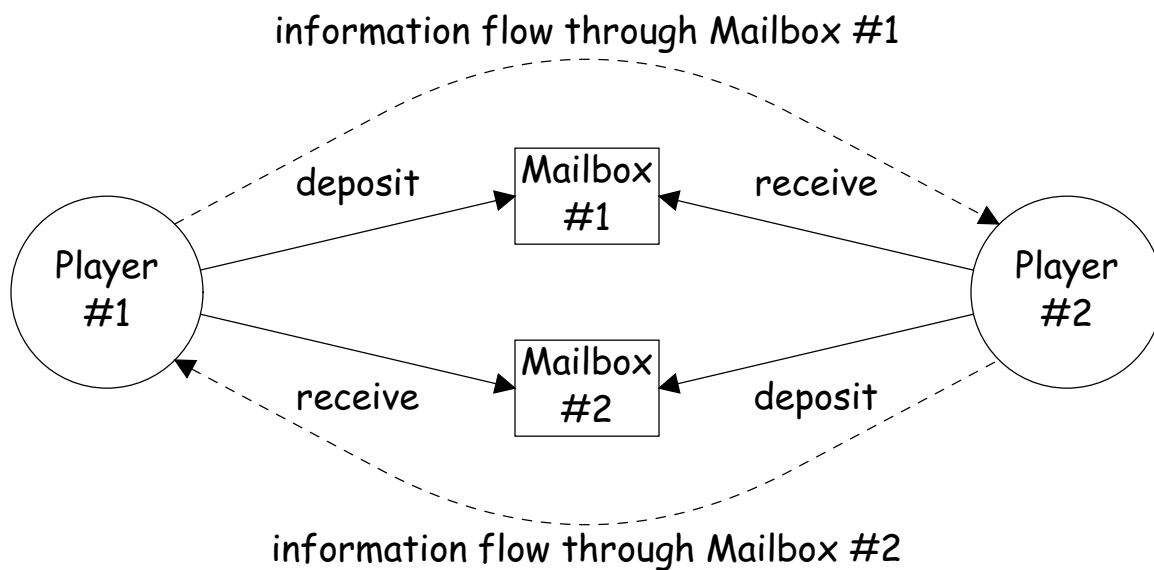 information flow through Mailbox #1
deposit
Mailbox
#1
receive
Player
#1
Player
#2
receive
Mailbox
#2
deposit
information flow through Mailbox #2